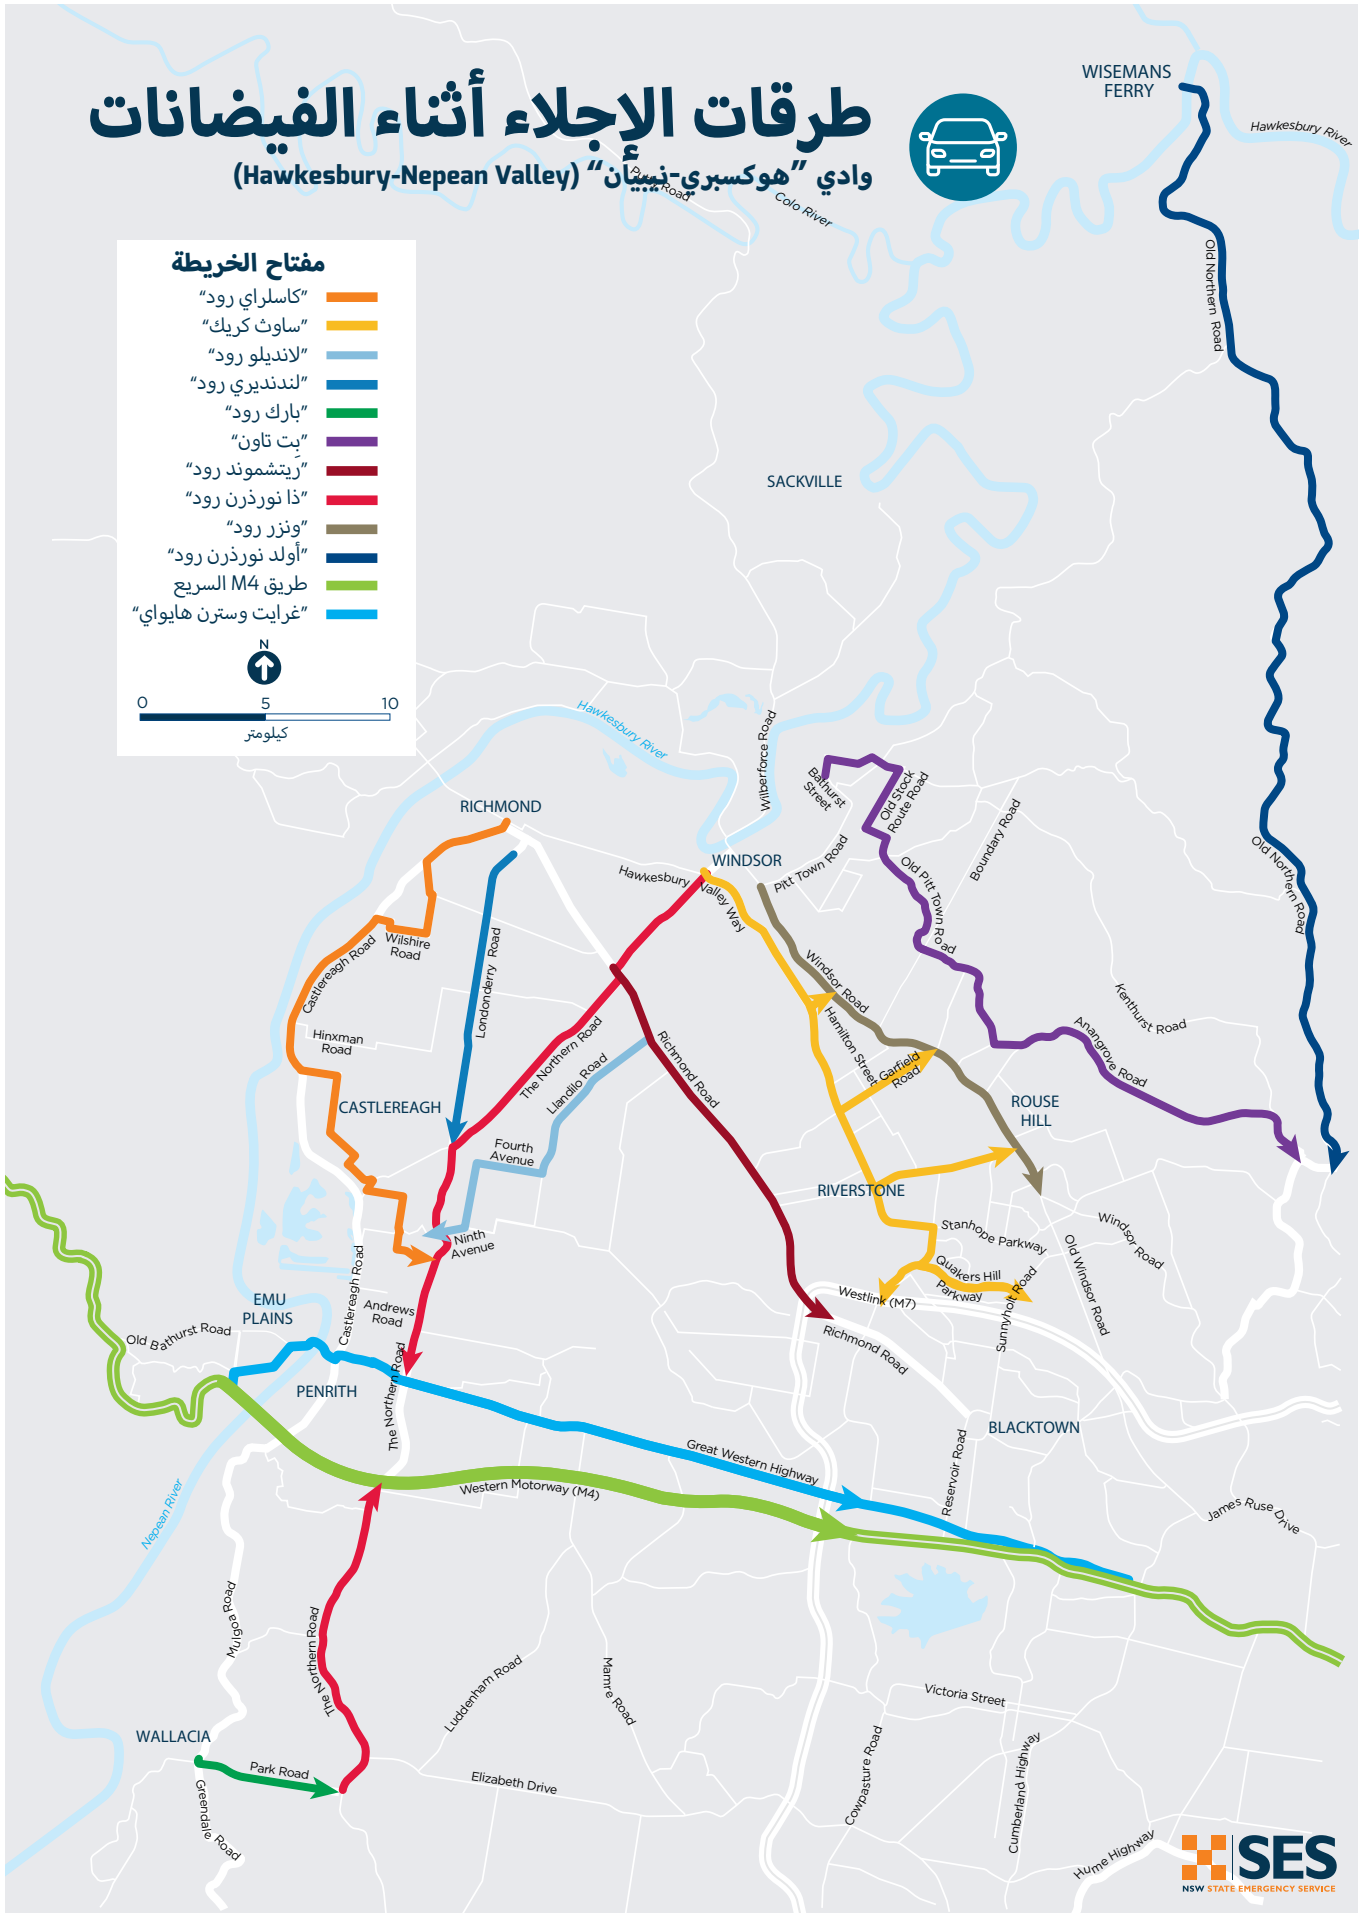 طرقات الإجلاء أثناء الفيضانات
وادي ”هوكسبري-نيبيأن“ (Hawkesbury-Nepean Valley)
مفتاح الخريطة
”كاسلراي رود“
”ساوث كريك“
”لانديلو رود“
”لندنديري رود“
”بارك رود“
”بِت تاون“
”ريتشموند رود“
”ذا نورذرن رود“
”ونزر رود“
”أولد نورذرن رود“
طريق M4 السريع
”غرايت وسترن هايواي“
N
0 5 10
كيلومتر
WISEMANS
FERRY
Hawkesbury River
Putty Road
Colo River
Old Northern Road
SACKVILLE
Hawkesbury River
Wilberforce Road
Bathurst
Street
Old Stock
Route Road
RICHMOND
Boundary Road
Pitt Town Road
Old Northern Road
WINDSOR
Hawkesbury Valley Way
Old Pitt Town Road
Wilshire
Road
Castlereagh Road
Londonderry Road
Windsor Road
Kenthurst Road
Hinxman
Road
The Northern Road
Hamilton Street
Garfield
Road
Richmond Road
Anangrove Road
Llandilo Road
CASTLEREAGH
ROUSE
HILL
Fourth
Avenue
RIVERSTONE
Ninth
Avenue
Stanhope Parkway
Windsor Road
Old Windsor Road
Quakers Hill
Parkway
Castlereagh Road
EMU
PLAINS
Andrews
Road
Westlink (M7)
Sunnyholt Road
Old Bathurst Road
Richmond Road
PENRITH
The Northern Road
BLACKTOWN
Great Western Highway
Reservoir Road
Western Motorway (M4)
Nepean River
James Ruse Drive
Mulgoa Road
The Northern Road
Luddenham Road
Mamre Road
Victoria Street
WALLACIA
Park Road
Elizabeth Drive
Greendale Road
Cowpasture Road
Cumberland Highway
Hume Highway
SES
NSW STATE EMERGENCY SERVICE